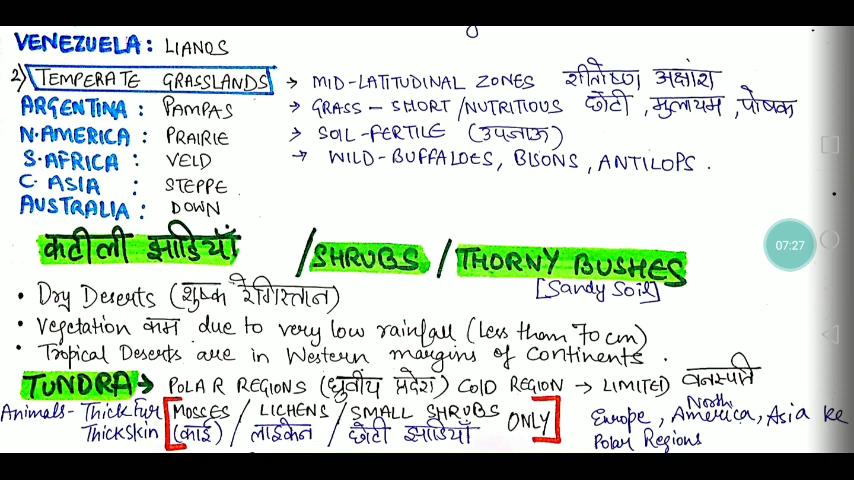 VENEZUELA: LIANOS
2) TEMPERATE GRASSLANDS → MID-LATITUDINAL ZONES शीतोष्ण अक्षांश
ARGENTINA: PAMPAS → GRASS - SHORT / NUTRITIOUS छोटी, मुलायम, पोषक
N. AMERICA: PRAIRIE → SOIL - FERTILE (उपजाऊ)
S. AFRICA: VELD → WILD-BUFFALOES, BISONS, ANTILOPS.
C. ASIA: STEPPE
AUSTRALIA: DOWN
07:27
कटीली झाडियाँ / SHRUBS / THORNY BUSHES
[Sandy Soil]
• Dry Deserts (शुष्क रेगिस्तान)
• Vegetation कम due to very low rainfall (Less them 70 cm)
• Tropical Deserts are in Western margins of Continents.
TUNDRA → POLAR REGIONS (ध्रुवीय प्रदेश) COLD REGION → LIMITED वनस्पति
Animals - Thick Fur Thick Skin [MOSSES (काई) / LICHENS लाइकेन / SMALL SHRUBS छोटी झाडियाँ ONLY]
Europe, North America, Asia ke
Polar Regions